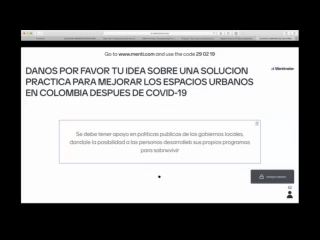 Go to www.menti.com and use the code 29 02 19
Mentimeter
DANOS POR FAVOR TU IDEA SOBRE UNA SOLUCION
PRACTICA PARA MEJORAR LOS ESPACIOS URBANOS
EN COLOMBIA DESPUES DE COVID-19
Se debe tener apoyo en políticas publicas de los gobiernos locales,
dandole la posibilidad a las personas desarrolleb sus propios programas
para sobrevivir